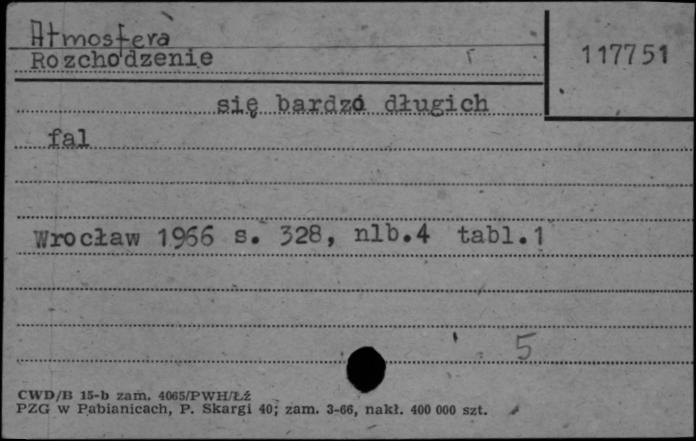 Atmosfera
Rozchodzenie
117751
się bardzo długich
fal
Wrocław 1966 s. 328, nlb.4 tabl.1
5
CWD/B 15-b zam. 4065/PWH/Łź
PZG w Pabianicach, P. Skargi 40; zam. 3-66, nakł. 400 000 szt.